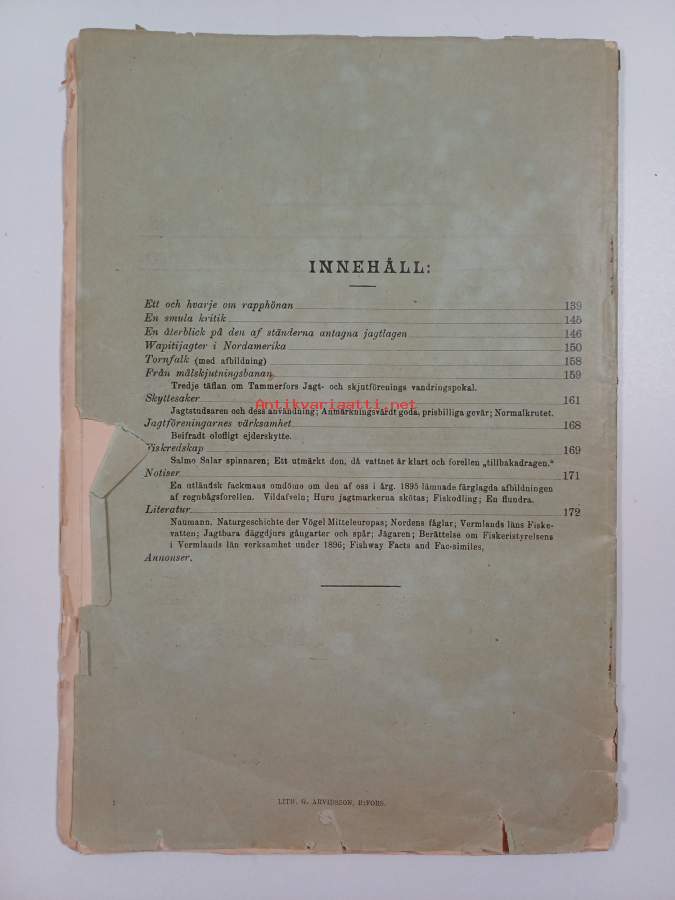 INNEHÅLL:
Ett och hvarje om rapphönan 139
En smula kritik 145
En återblick på den af ständerna antagna jagtlagen 146
Wapitijagter i Nordamerika 150
Tornfalk (med afbildning) 158
Från målskjutningsbanan 159
Tredje täflan om Tammerfors Jagt- och skjutförenings vandringspokal.
Skyttesaker 161
Antikvariaatti.net
Jagtstudsaren och dess användning; Anmärkningsvärdt goda, prisbilliga gevär; Normalkrutet.
Jagtföreningarnes värksamhet 168
Beifradt olofligt ejderskytte.
Fiskredskap 169
Salmo Salar spinnaren; Ett utmärkt don, då vattnet är klart och forellen „tillbakadragen."
Notiser 171
En utländsk fackmans omdöme om den af oss i årg. 1895 lämnade färglagda afbildningen
af regnbågsforellen. Vildafveln; Huru jagtmarkerna skötas; Fiskodling; En flundra.
Literatur 172
Naumann, Naturgeschichte der Vögel Mitteleuropas; Nordens fåglar; Vermlands läns Fiske-
vatten; Jagtbara däggdjurs gångarter och spår; Jägaren; Berättelse om Fiskeristyrelsens
i Vermlands län verksamhet under 1896; Fishway Facts and Fac-similes,
Annonser.
1 LITH. G. ARVIDSSON, H:FORS.